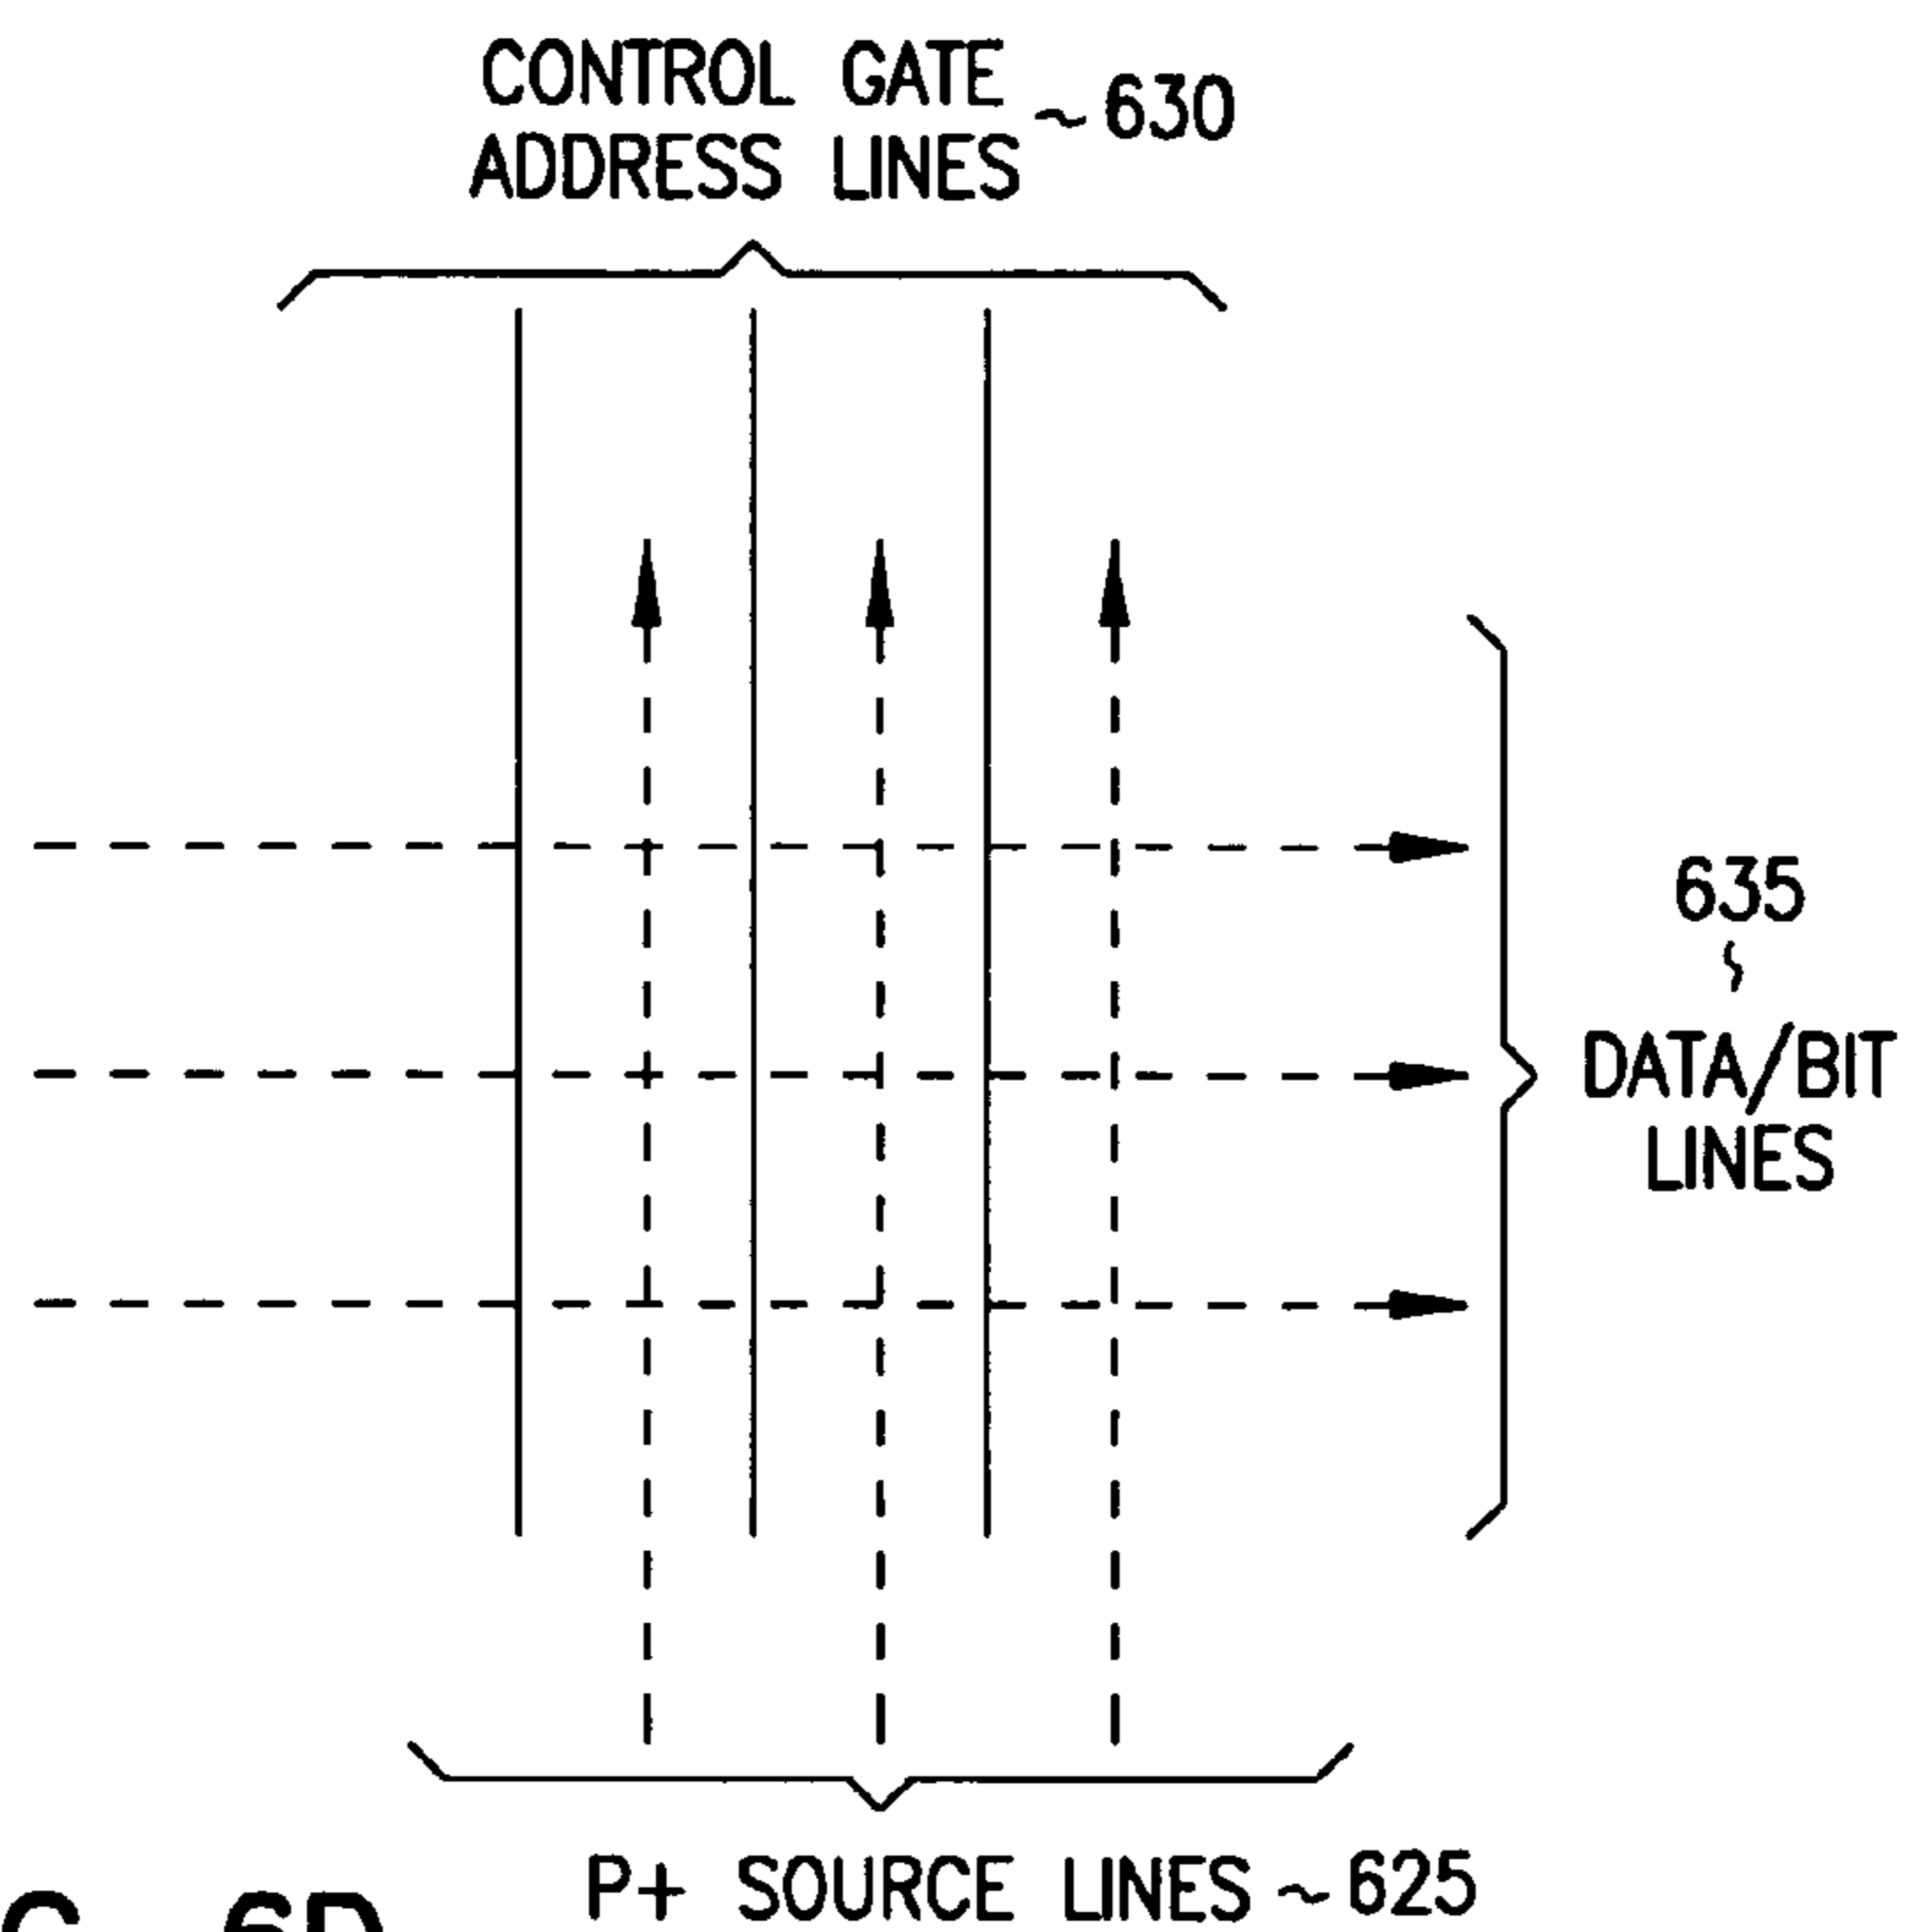 CONTROL GATE
ADDRESS LINES ~630
635
DATA/BIT
LINES
P+ SOURCE LINES ~625